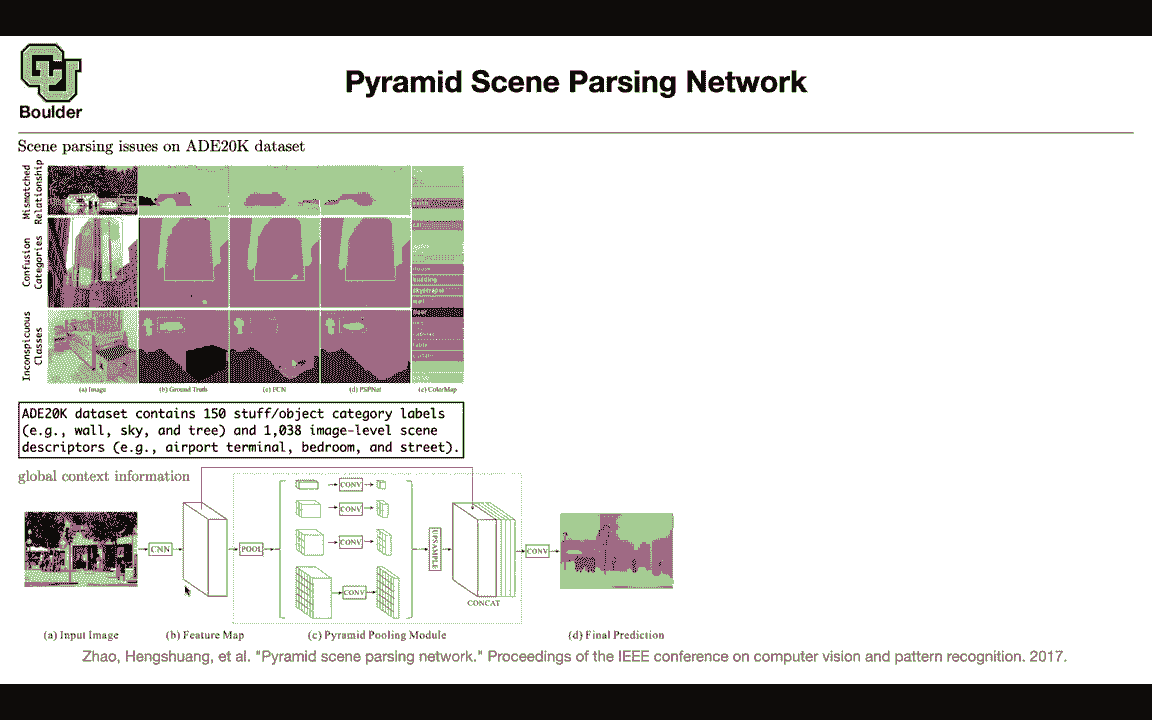 Boulder
Pyramid Scene Parsing Network
Scene parsing issues on ADE20K dataset
Mismatched
Relationship
Confusion
Categories
Inconspicuous
Classes
(a) Image
(b) Ground Truth
(c) FCN
(d) PSPNet
(e) ColorMap
building
skyscraper
ADE20K dataset contains 150 stuff/object category labels
(e.g., wall, sky, and tree) and 1,038 image-level scene
descriptors (e.g., airport terminal, bedroom, and street).
global context information
CNN
POOL
CONV
CONV
CONV
CONV
UPSAMPLE
CONCAT
CONV
(a) Input Image
(b) Feature Map
(c) Pyramid Pooling Module
(d) Final Prediction
Zhao, Hengshuang, et al. "Pyramid scene parsing network." Proceedings of the IEEE conference on computer vision and pattern recognition. 2017.